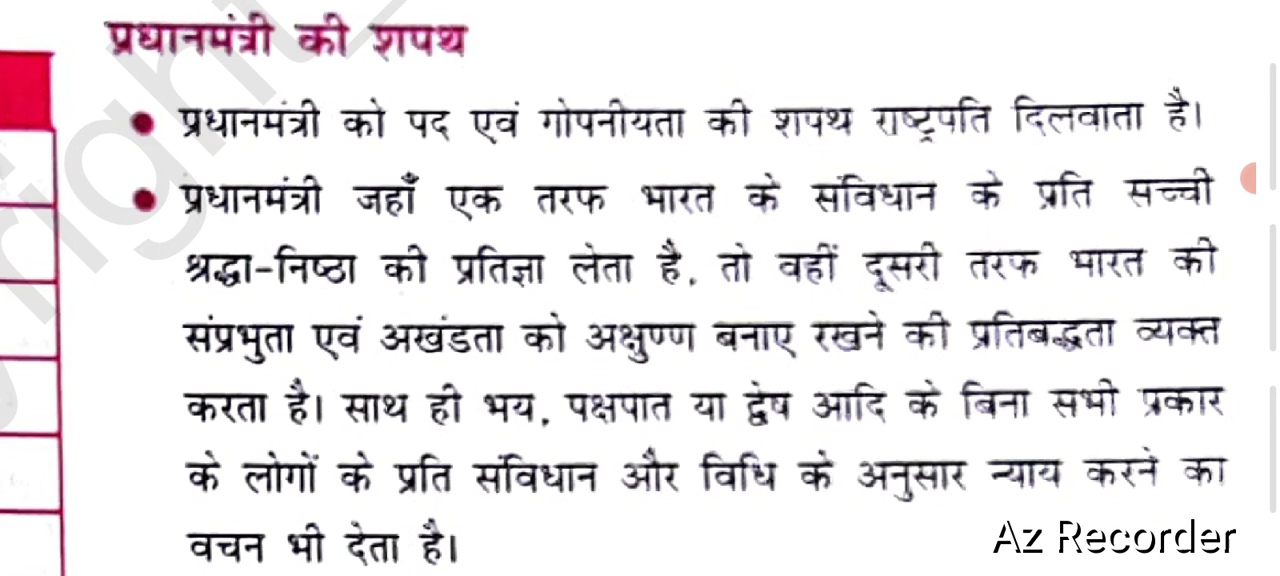 प्रधानमंत्री की शपथ
● प्रधानमंत्री को पद एवं गोपनीयता की शपथ राष्ट्रपति दिलवाता है।
● प्रधानमंत्री जहाँ एक तरफ भारत के संविधान के प्रति सच्ची
श्रद्धा-निष्ठा की प्रतिज्ञा लेता है, तो वहीं दूसरी तरफ भारत की
संप्रभुता एवं अखंडता को अक्षुण्ण बनाए रखने की प्रतिबद्धता व्यक्त
करता है। साथ ही भय, पक्षपात या द्वेष आदि के बिना सभी प्रकार
के लोगों के प्रति संविधान और विधि के अनुसार न्याय करने का
वचन भी देता है।
Az Recorder